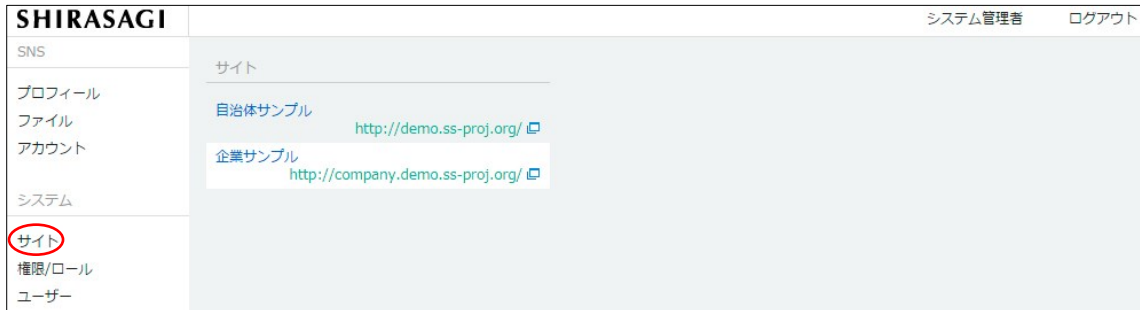 SHIRASAGI
システム管理者 ログアウト
SNS
プロフィール
ファイル
アカウント
システム
サイト
権限/ロール
ユーザー
サイト
自治体サンプル
http://demo.ss-proj.org/
企業サンプル
http://company.demo.ss-proj.org/